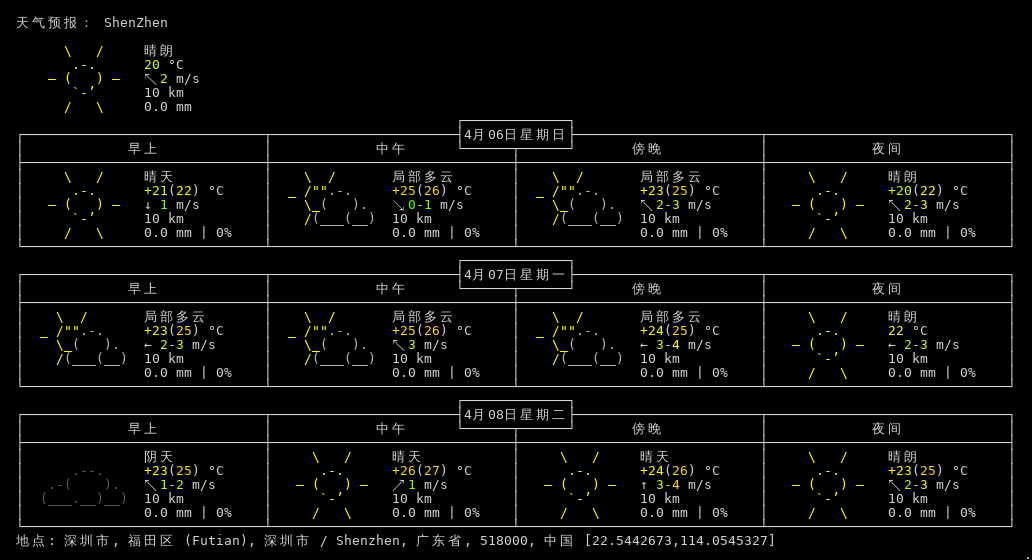 天气预报： ShenZhen
晴朗
20 °C
↖2 m/s
10 km
0.0 mm
4月06日星期日
早上 中午 傍晚 夜间
晴天 局部多云 局部多云 晴朗
+21(22) °C +25(26) °C +23(25) °C +20(22) °C
↓ 1 m/s ↘0-1 m/s ↖2-3 m/s ↖2-3 m/s
10 km 10 km 10 km 10 km
0.0 mm | 0% 0.0 mm | 0% 0.0 mm | 0% 0.0 mm | 0%
4月07日星期一
早上 中午 傍晚 夜间
局部多云 局部多云 局部多云 晴朗
+23(25) °C +25(26) °C +24(25) °C 22 °C
← 2-3 m/s ↖3 m/s ← 3-4 m/s ← 2-3 m/s
10 km 10 km 10 km 10 km
0.0 mm | 0% 0.0 mm | 0% 0.0 mm | 0% 0.0 mm | 0%
4月08日星期二
早上 中午 傍晚 夜间
阴天 晴天 晴天 晴朗
+23(25) °C +26(27) °C +24(26) °C +23(25) °C
↖1-2 m/s ↗1 m/s ↑ 3-4 m/s ↖2-3 m/s
10 km 10 km 10 km 10 km
0.0 mm | 0% 0.0 mm | 0% 0.0 mm | 0% 0.0 mm | 0%
地点: 深圳市, 福田区 (Futian), 深圳市 / Shenzhen, 广东省, 518000, 中国 [22.5442673,114.0545327]